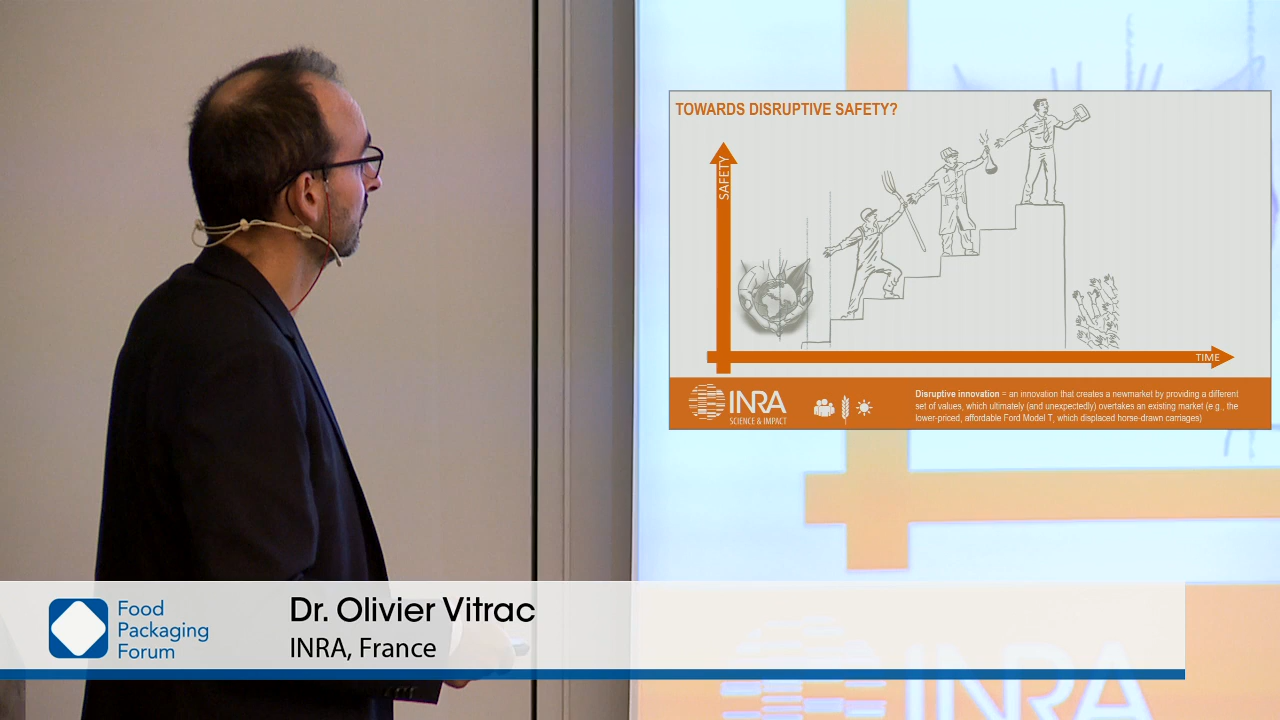 TOWARDS DISRUPTIVE SAFETY?
SAFETY
TIME
INRA
SCIENCE & IMPACT
Disruptive innovation = an innovation that creates a newmarket by providing a different
set of values, which ultimately (and unexpectedly) overtakes an existing market (e.g., the
lower-priced, affordable Ford Model T, which displaced horse-drawn carriages)
Food
Packaging
Forum
Dr. Olivier Vitrac
INRA, France
INRA